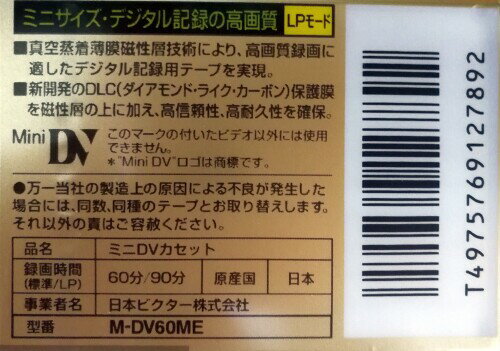 ミニサイズ・デジタル記録の高画質 LPモード
■真空蒸着薄膜磁性層技術により、高画質録画に
適したデジタル記録用テープを実現。
■新開発のDLC(ダイアモンド・ライク・カーボン)保護膜
を磁性層の上に加え、高信頼性、高耐久性を確保。
Mini DV
このマークの付いたビデオ以外には使用
できません。
*"Mini DV"ロゴは商標です。
●万一当社の製造上の原因による不良が発生した
場合には、同数、同種のテープとお取り替えします。
それ以外の責はご容赦ください。
品名 ミニDVカセット
録画時間 (標準/LP) 60分/90分 原産国 日本
事業者名 日本ビクター株式会社
型番 M-DV60ME
T4975769127892